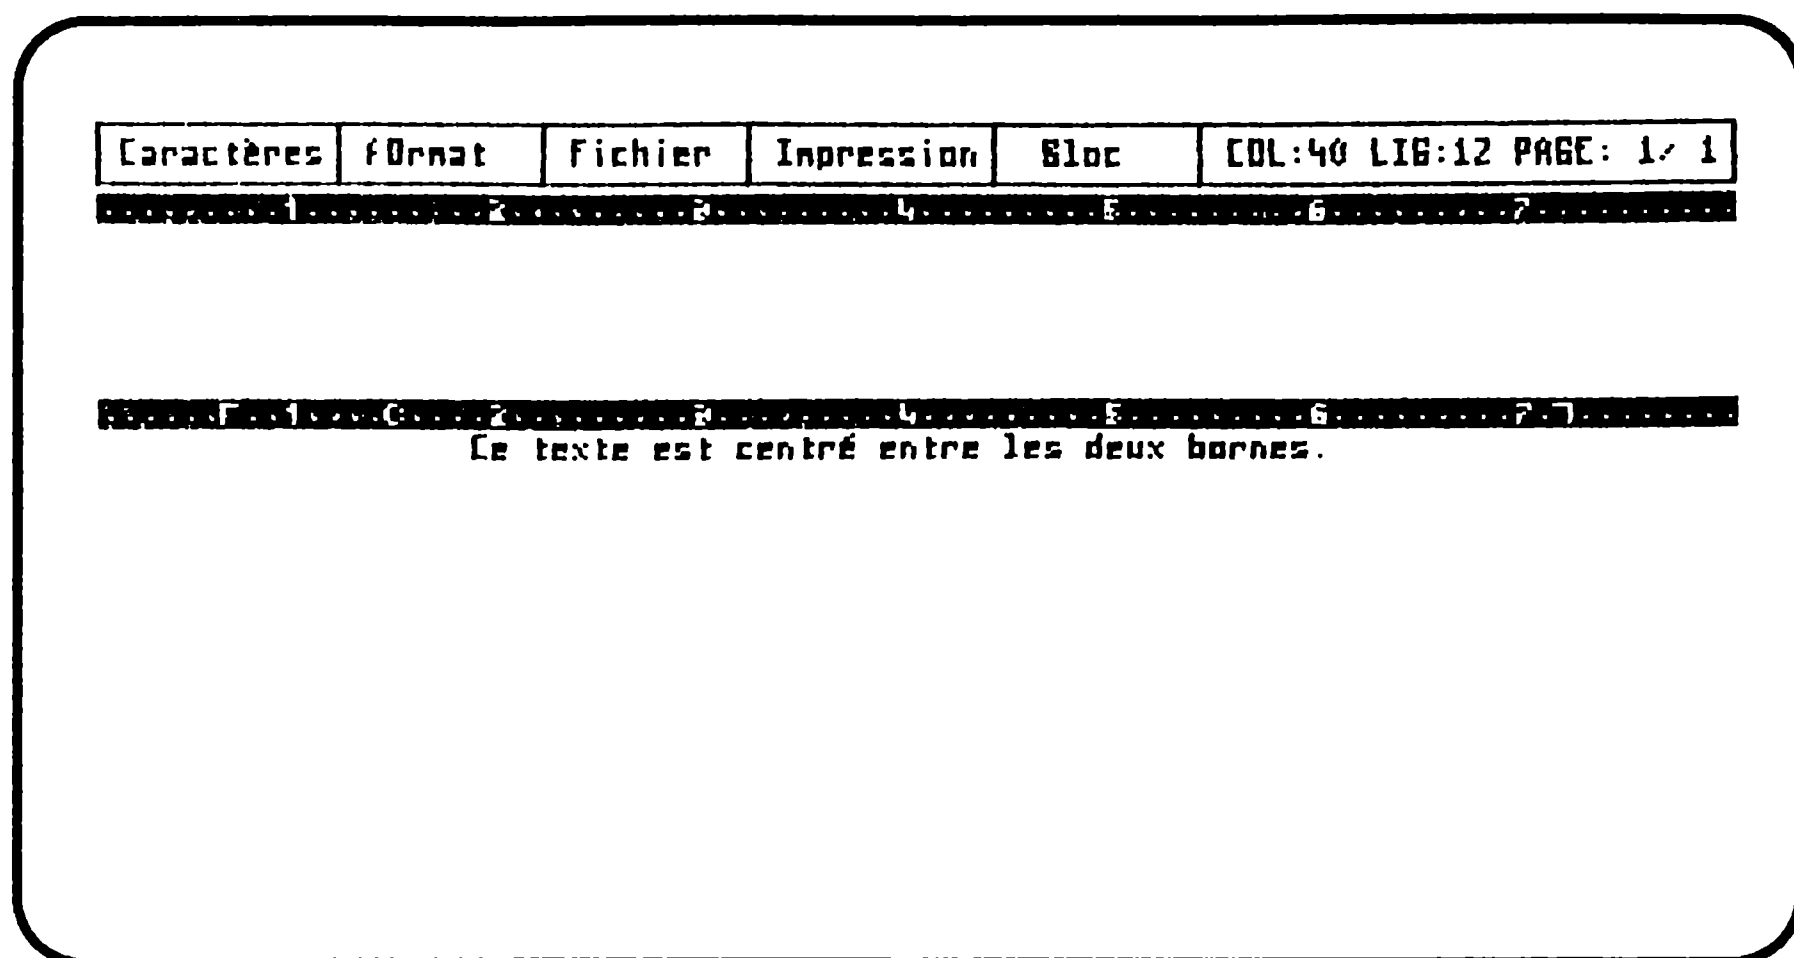 Caractères fOrmat Fichier Impression Bloc COL:40 LIG:12 PAGE: 1/ 1
.........1.........2.........3.........4.........5.........6.........7..........
......Γ..1....C....2.........3.........4.........5.........6.........7.7........
Ce texte est centré entre les deux bornes.